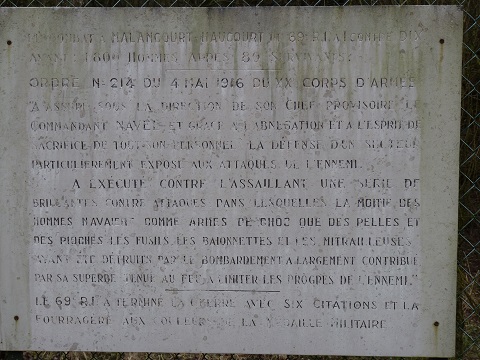 MALANCOURT HAUCOURT LE 69 R.I. A CONTRE DIX
1800 HOMMES APRES 89
ORDRE N° 214 DU 4 MAI 1916 DU XX CORPS D'ARMEE
"A ASSURE SOUS LA DIRECTION DE SON CHEF PROVISOIRE LE
COMMANDANT ET GRACE A L'ABNEGATION ET A L'ESPRIT DE
SACRIFICE DE TOUT SON PERSONNEL LA DEFENSE D'UN SECTEUR
PARTICULIEREMENT EXPOSE AUX ATTAQUES DE L'ENNEMI.
A EXECUTE CONTRE L'ASSAILLANT UNE SERIE DE
BRILLANTES CONTRE ATTAQUES DANS LESQUELLES LA MOITIE DES
HOMMES N'AVAIENT COMME ARMES DE CHOC QUE DES PELLES ET
DES PIOCHES LES FUSILS, LES BAIONNETTES ET LES MITRAILLEUSES
AYANT ETE DETRUITS PAR LE BOMBARDEMENT A LARGEMENT CONTRIBUE
PAR SA SUPERBE TENUE AU FEU A LIMITER LES PROGRES DE L'ENNEMI."
LE 69° R.I. A TERMINE LA GUERRE AVEC SIX CITATIONS ET LA
FOURRAGERE AUX COULEURS DE LA MEDAILLE MILITAIRE